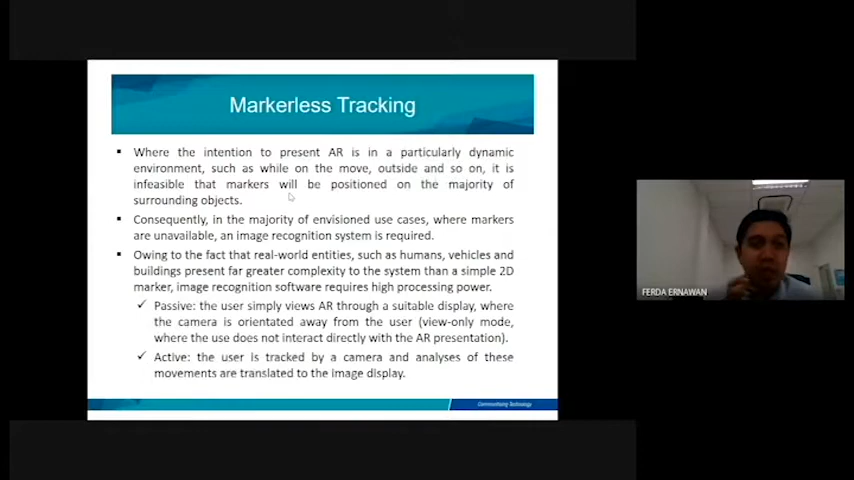 Markerless Tracking
Where the intention to present AR is in a particularly dynamic
environment, such as while on the move, outside and so on, it is
infeasible that markers will be positioned on the majority of
surrounding objects.
Consequently, in the majority of envisioned use cases, where markers
are unavailable, an image recognition system is required.
Owing to the fact that real-world entities, such as humans, vehicles and
buildings present far greater complexity to the system than a simple 2D
marker, image recognition software requires high processing power.
Passive: the user simply views AR through a suitable display, where
the camera is orientated away from the user (view-only mode,
where the use does not interact directly with the AR presentation).
Active: the user is tracked by a camera and analyses of these
movements are translated to the image display.
Communitising Technology
FERDA ERNAWAN